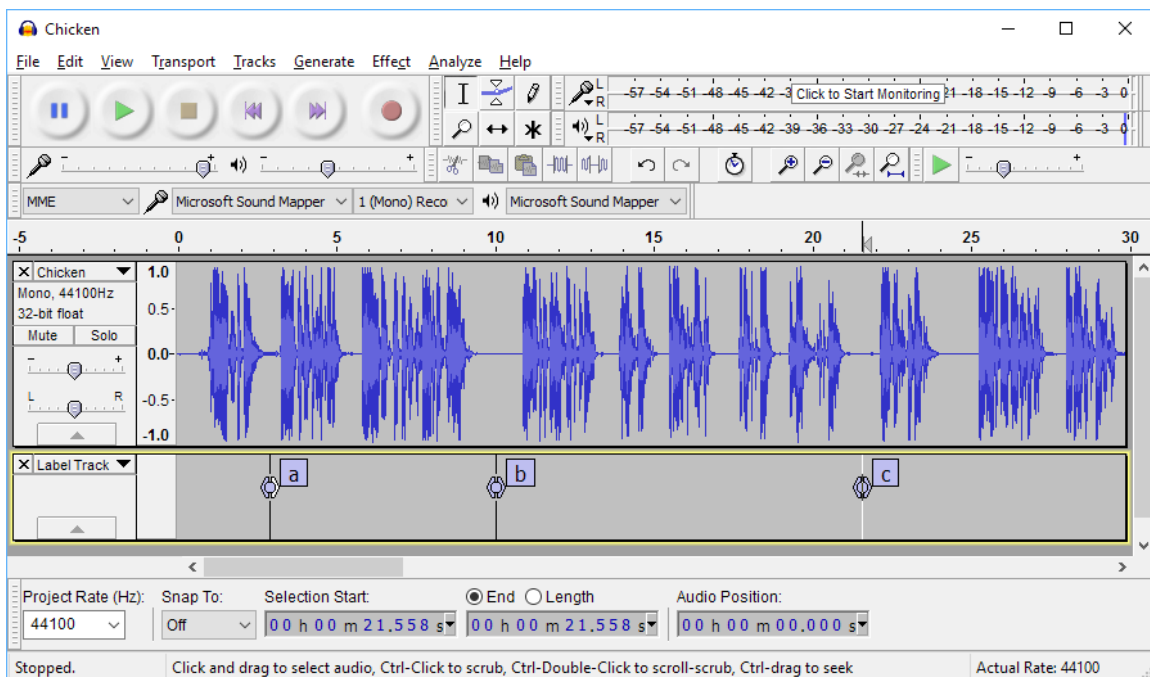 Chicken
File Edit View Transport Tracks Generate Effect Analyze Help
L
R
-57 -54 -51 -48 -45 -42 -3 Click to Start Monitoring 21 -18 -15 -12 -9 -6 -3 0
L
R
-57 -54 -51 -48 -45 -42 -39 -36 -33 -30 -27 -24 -21 -18 -15 -12 -9 -6 -3 0
- + - + - +
MME Microsoft Sound Mapper 1 (Mono) Reco Microsoft Sound Mapper
-5 0 5 10 15 20 25 30
Chicken 1.0
Mono, 44100Hz
32-bit float 0.5
Mute Solo
- + 0.0
L R -0.5
-1.0
Label Track a b c
Project Rate (Hz): Snap To: Selection Start: End Length Audio Position:
44100 Off 00 h 00 m 21.558 s 00 h 00 m 21.558 s 00 h 00 m 00.000 s
Stopped. Click and drag to select audio, Ctrl-Click to scrub, Ctrl-Double-Click to scroll-scrub, Ctrl-drag to seek Actual Rate: 44100